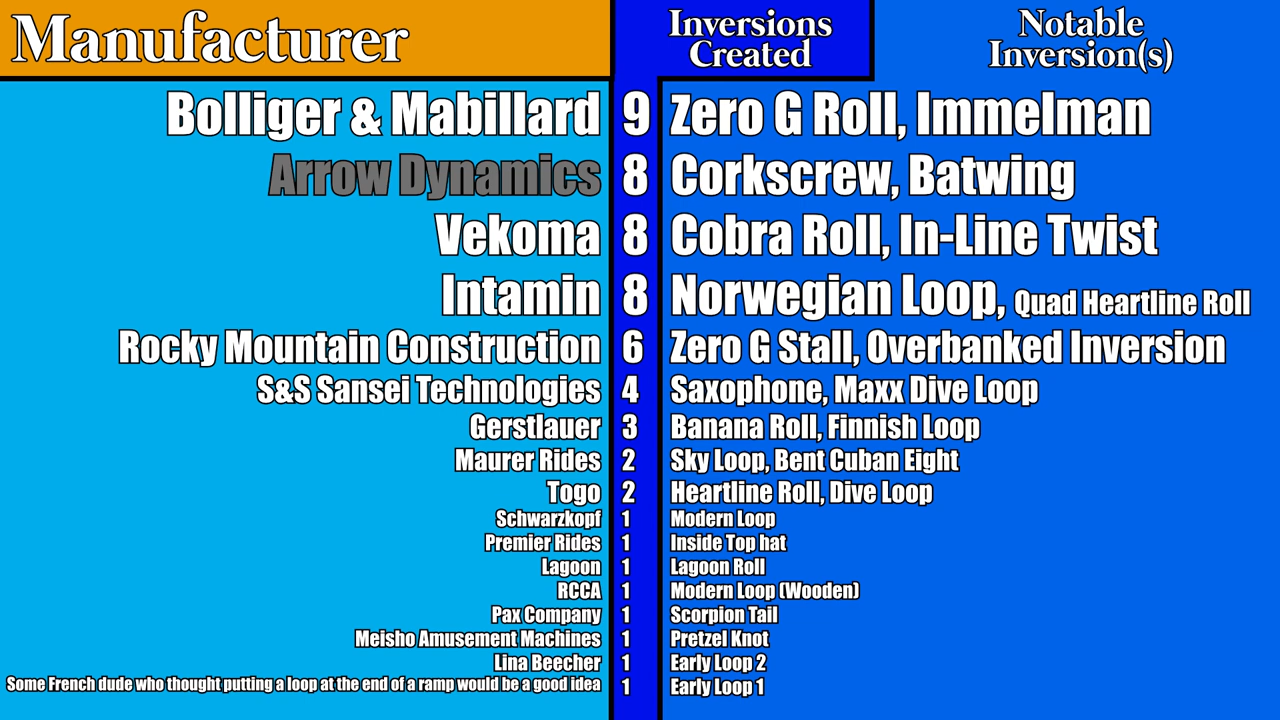 Manufacturer
Inversions Created
Notable Inversion(s)
Bolliger & Mabillard 9 Zero G Roll, Immelman
Arrow Dynamics 8 Corkscrew, Batwing
Vekoma 8 Cobra Roll, In-Line Twist
Intamin 8 Norwegian Loop, Quad Heartline Roll
Rocky Mountain Construction 6 Zero G Stall, Overbanked Inversion
S&S Sansei Technologies 4 Saxophone, Maxx Dive Loop
Gerstlauer 3 Banana Roll, Finnish Loop
Maurer Rides 2 Sky Loop, Bent Cuban Eight
Togo 2 Heartline Roll, Dive Loop
Schwarzkopf 1 Modern Loop
Premier Rides 1 Inside Top hat
Lagoon 1 Lagoon Roll
RCCA 1 Modern Loop (Wooden)
Pax Company 1 Scorpion Tail
Meisho Amusement Machines 1 Pretzel Knot
Lina Beecher 1 Early Loop 2
Some French dude who thought putting a loop at the end of a ramp would be a good idea 1 Early Loop 1